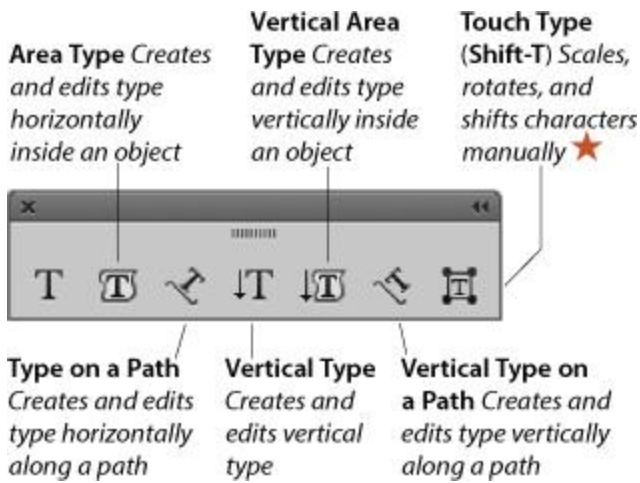 Area Type Creates
and edits type
horizontally
inside an object
Vertical Area
Type Creates
and edits type
vertically inside
an object
Touch Type
(Shift-T) Scales,
rotates, and
shifts characters
manually
T T T T T T T
Type on a Path
Creates and edits
type horizontally
along a path
Vertical Type
Creates and
edits vertical
type
Vertical Type on
a Path Creates and
edits type vertically
along a path